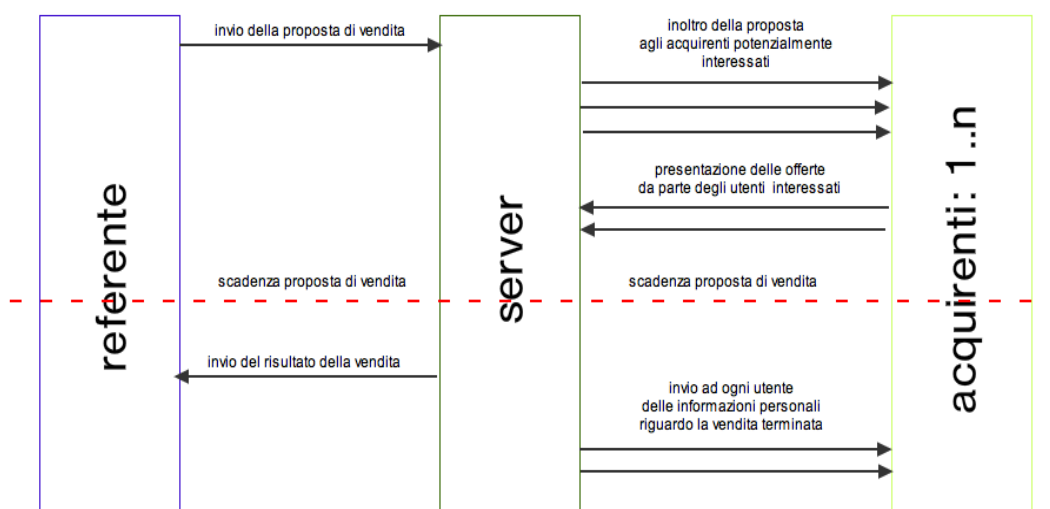 invio della proposta di vendita
inoltro della proposta
agli acquirenti potenzialmente
interessati
presentazione delle offerte
da parte degli utenti interessati
referente
server
acquirenti: 1..n
scadenza proposta di vendita
scadenza proposta di vendita
invio del risultato della vendita
invio ad ogni utente
delle informazioni personali
riguardo la vendita terminata